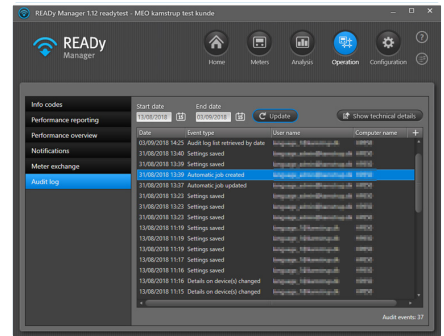 READy Manager 1.12 readytest - MEO kamstrup test kunde
READy
Manager
Home
Meters
Analysis
Operation
Configuration
Info codes
Performance reporting
Performance overview
Notifications
Meter exchange
Audit log
Start date
End date
13/08/2018
03/09/2018
Update
Show technical details
Date Event type User name Computer name +
03/09/2018 14:25 Audit log list retrieved by date
31/08/2018 13:40 Settings saved
31/08/2018 13:39 Settings saved
31/08/2018 13:39 Automatic job created
31/08/2018 13:37 Automatic job updated
31/08/2018 13:23 Settings saved
31/08/2018 13:23 Settings saved
31/08/2018 13:23 Settings saved
13/08/2018 11:19 Settings saved
13/08/2018 11:19 Settings saved
13/08/2018 11:19 Settings saved
13/08/2018 11:17 Settings saved
13/08/2018 11:16 Settings saved
13/08/2018 11:16 Details on device(s) changed
13/08/2018 11:15 Details on device(s) changed
Audit events: 37